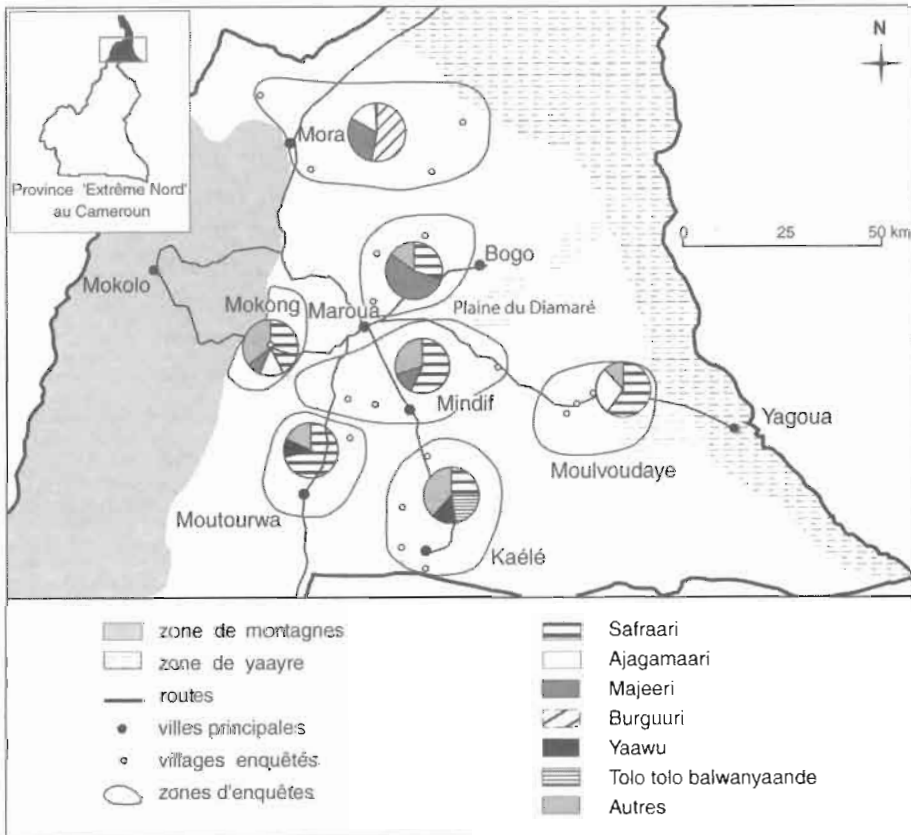 N
Province 'Extrême Nord'
au Cameroun
Mora
0 25 50 km
Bogo
Mokolo
Mokong
Maroua
Plaine du Diamaré
Mindif
Yagoua
Moulvoudaye
Moutourwa
Kaélé
zone de montagnes
zone de yaayre
routes
villes principales
villages enquêtés
zones d'enquêtes
Safraari
Ajagamaari
Majeeri
Burguuri
Yaawu
Tolo tolo balwanyaande
Autres